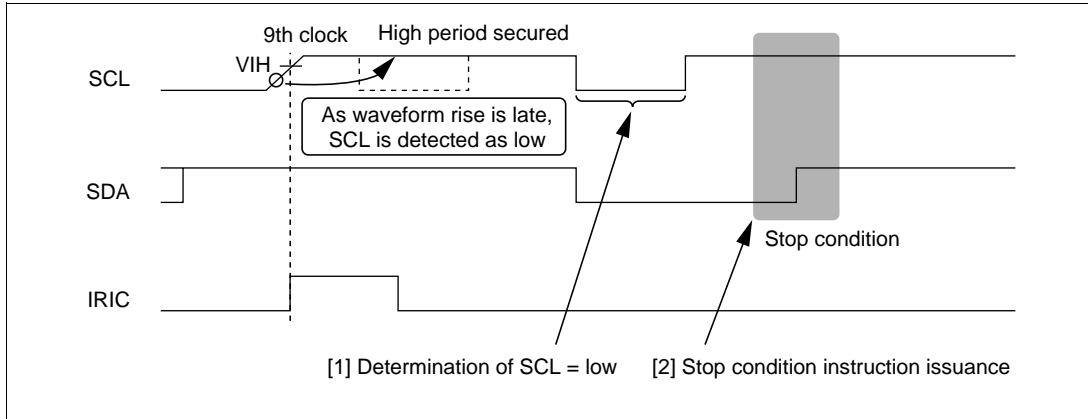 9th clock
High period secured
VIH
SCL
As waveform rise is late,
SCL is detected as low
SDA
Stop condition
IRIC
[1] Determination of SCL = low
[2] Stop condition instruction issuance